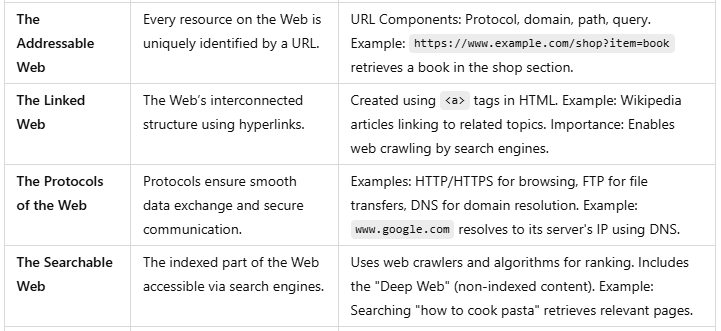 The Addressable Web
Every resource on the Web is uniquely identified by a URL.
URL Components: Protocol, domain, path, query.
Example: https://www.example.com/shop?item=book
retrieves a book in the shop section.
The Linked Web
The Web’s interconnected structure using hyperlinks.
Created using <a> tags in HTML. Example: Wikipedia
articles linking to related topics. Importance: Enables
web crawling by search engines.
The Protocols of the Web
Protocols ensure smooth data exchange and secure communication.
Examples: HTTP/HTTPS for browsing, FTP for file
transfers, DNS for domain resolution. Example:
www.google.com resolves to its server's IP using DNS.
The Searchable Web
The indexed part of the Web accessible via search engines.
Uses web crawlers and algorithms for ranking. Includes
the "Deep Web" (non-indexed content). Example:
Searching "how to cook pasta" retrieves relevant pages.